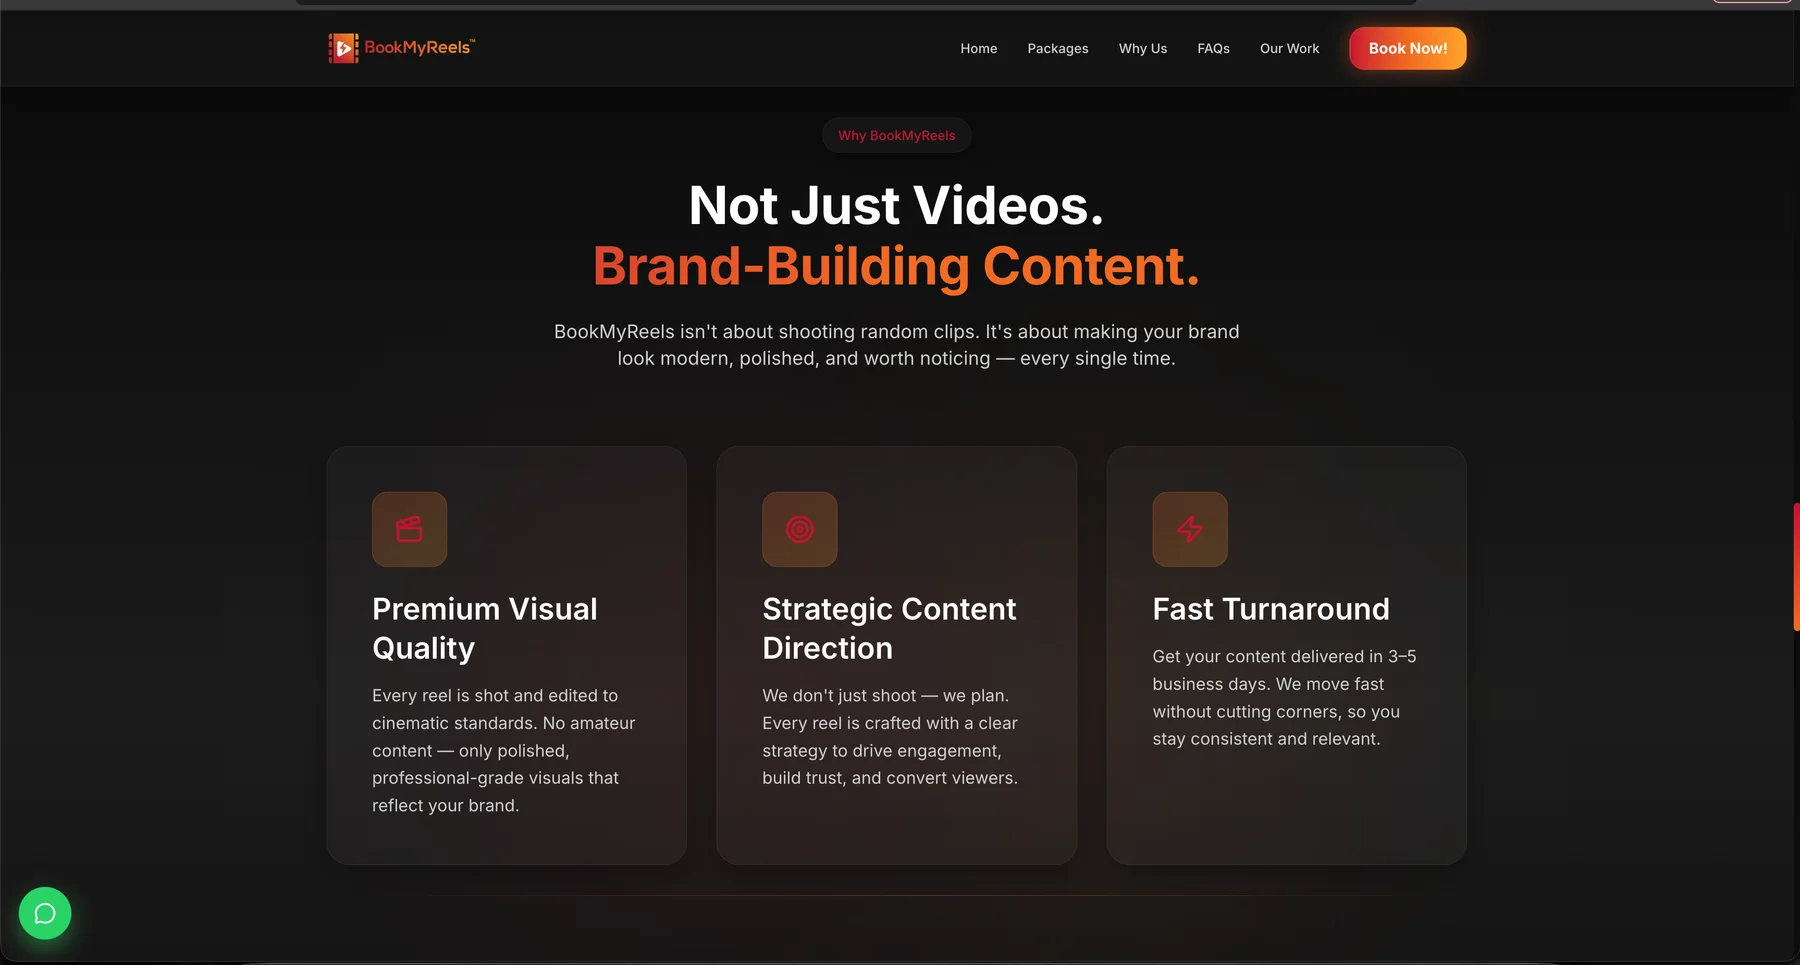 BookMyReels™
Home
Packages
Why Us
FAQs
Our Work
Book Now!
Why BookMyReels
Not Just Videos.
Brand-Building Content.
BookMyReels isn't about shooting random clips. It's about making your brand
look modern, polished, and worth noticing — every single time.
Premium Visual
Quality
Every reel is shot and edited to
cinematic standards. No amateur
content — only polished,
professional-grade visuals that
reflect your brand.
Strategic Content
Direction
We don't just shoot — we plan.
Every reel is crafted with a clear
strategy to drive engagement,
build trust, and convert viewers.
Fast Turnaround
Get your content delivered in 3–5
business days. We move fast
without cutting corners, so you
stay consistent and relevant.